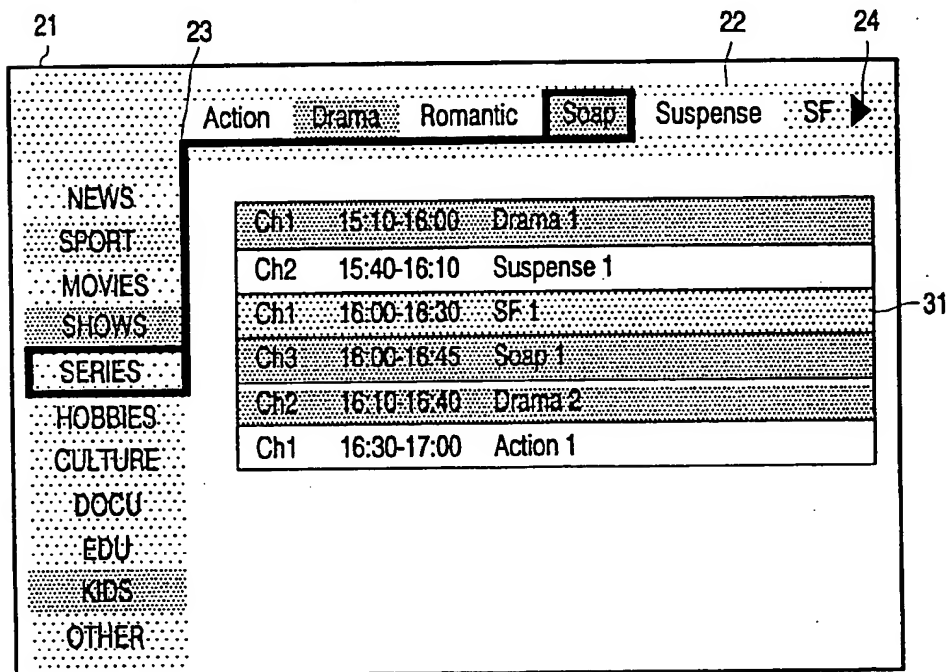 21 23 22 24
Action Drama Romantic Soap Suspense SF
NEWS
SPORT
MOVIES
SHOWS
SERIES
HOBBIES
CULTURE
DOCU
EDU
KIDS
OTHER
Ch1 15:10-16:00 Drama 1
Ch2 15:40-16:10 Suspense 1
Ch1 16:00-16:30 SF 1
Ch3 16:00-16:45 Soap 1
Ch2 16:10-16:40 Drama 2
Ch1 16:30-17:00 Action 1
31